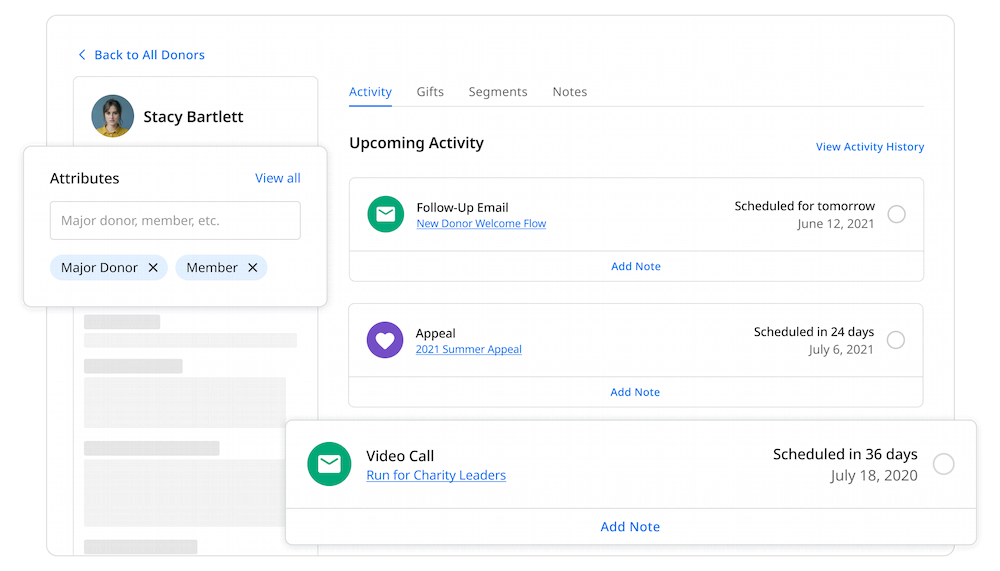 Back to All Donors
Stacy Bartlett
Attributes
View all
Major donor, member, etc.
Major Donor
Member
Activity
Gifts
Segments
Notes
Upcoming Activity
View Activity History
Follow-Up Email
New Donor Welcome Flow
Scheduled for tomorrow
June 12, 2021
Add Note
Appeal
2021 Summer Appeal
Scheduled in 24 days
July 6, 2021
Add Note
Video Call
Run for Charity Leaders
Scheduled in 36 days
July 18, 2020
Add Note